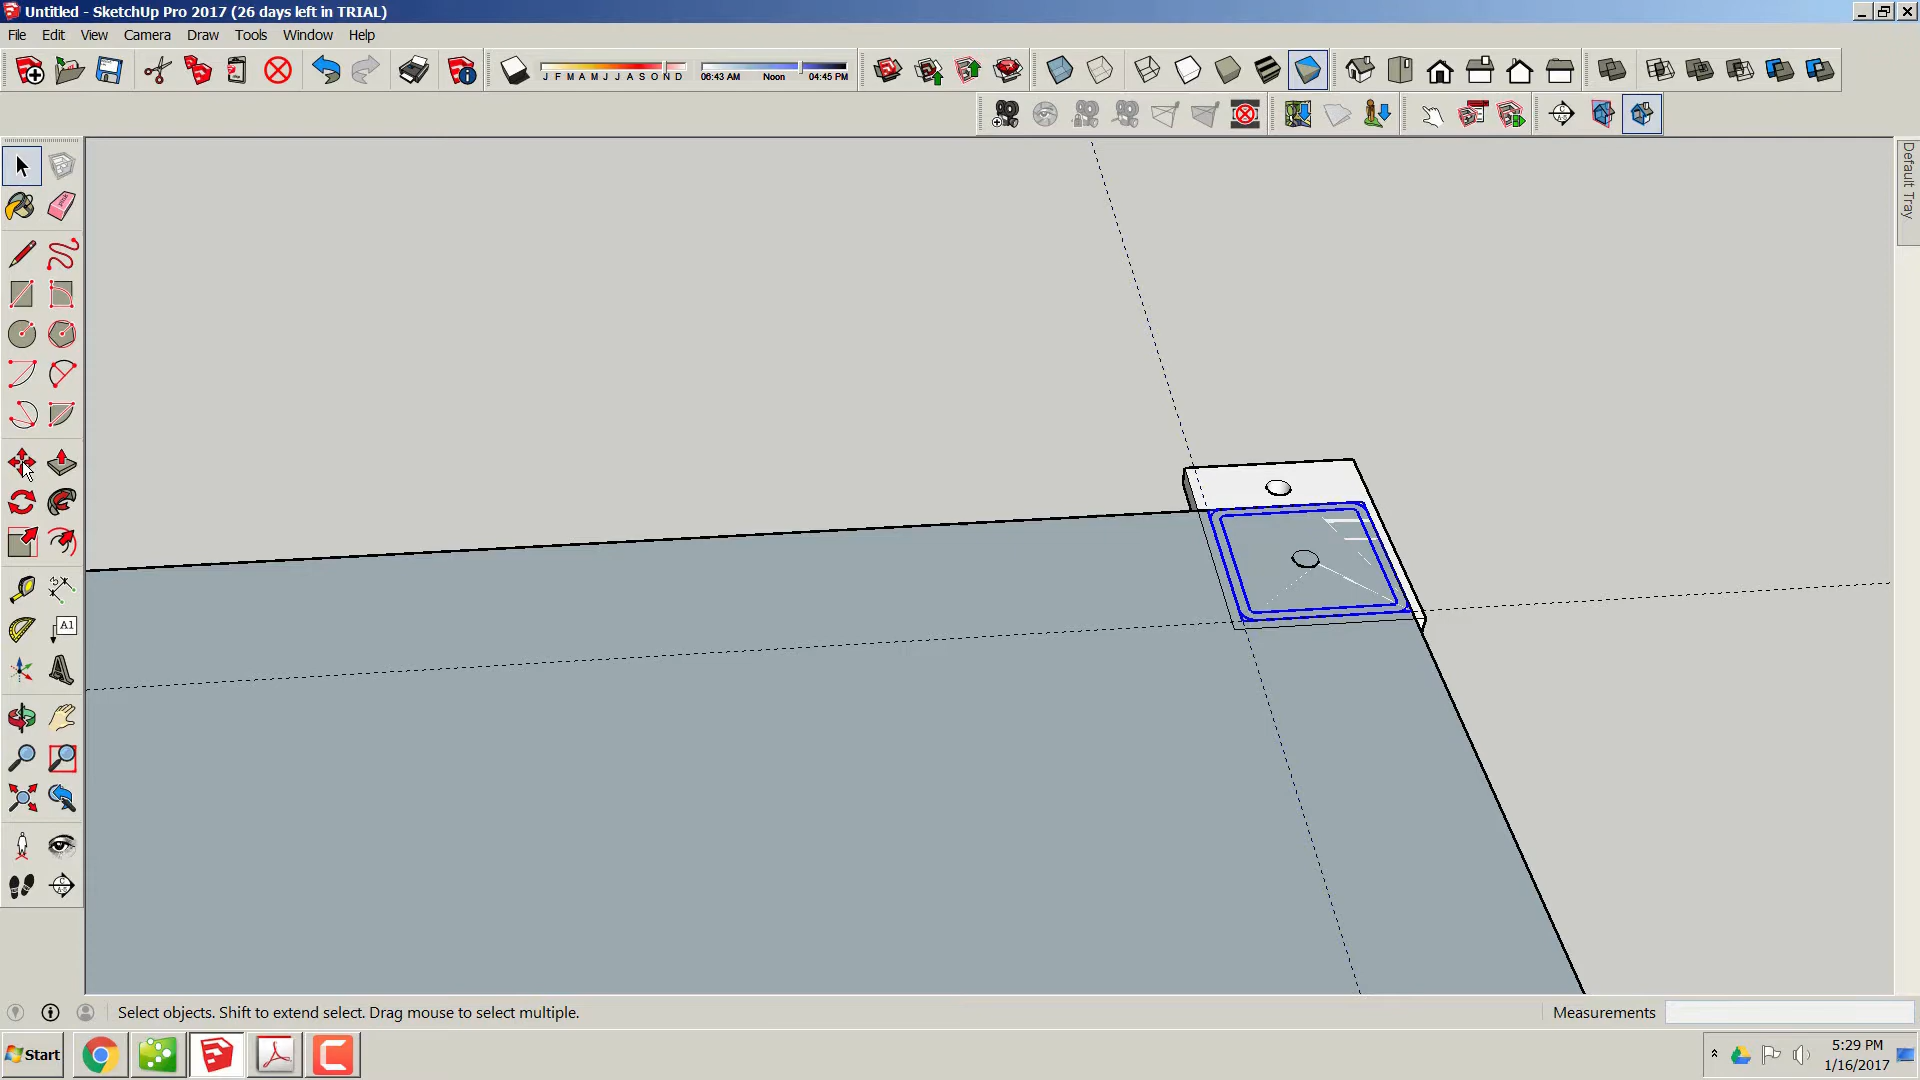 Untitled - SketchUp Pro 2017 (26 days left in TRIAL)
File Edit View Camera Draw Tools Window Help
J F M A M J J A S O N D 06:43 AM Noon 04:45 PM
Default Tray
A1
Select objects. Shift to extend select. Drag mouse to select multiple.
Measurements
Start
5:29 PM
1/16/2017